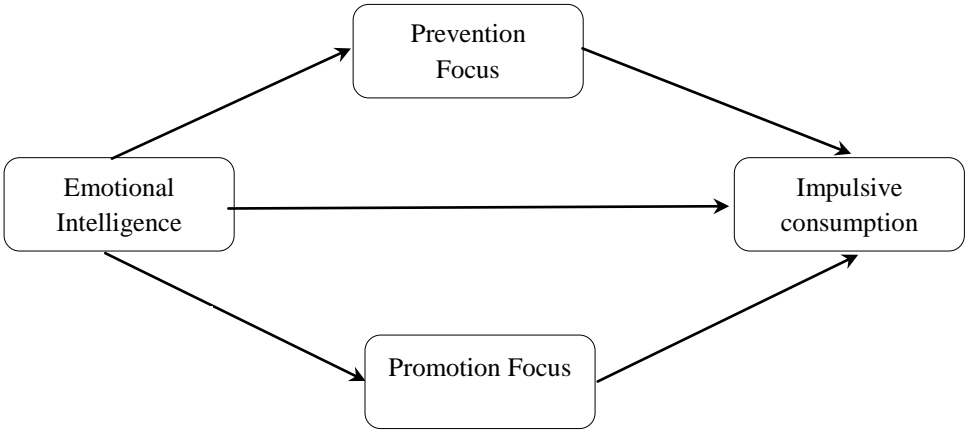 Prevention
Focus
Emotional
Intelligence
Impulsive
consumption
Promotion Focus